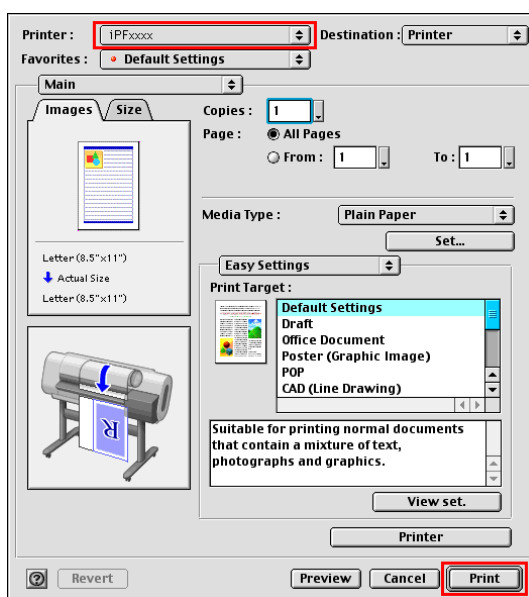 Printer : iPFxxxx Destination : Printer
Favorites : Default Settings
Main
Images Size
Copies : 1
Page : All Pages
From : 1 To : 1
Media Type : Plain Paper
Set...
Letter (8.5"×11")
Actual Size
Letter (8.5"×11")
Easy Settings
Print Target :
Default Settings
Draft
Office Document
Poster (Graphic Image)
POP
CAD (Line Drawing)
R
Suitable for printing normal documents
that contain a mixture of text,
photographs and graphics.
View set.
Printer
? Revert Preview Cancel Print